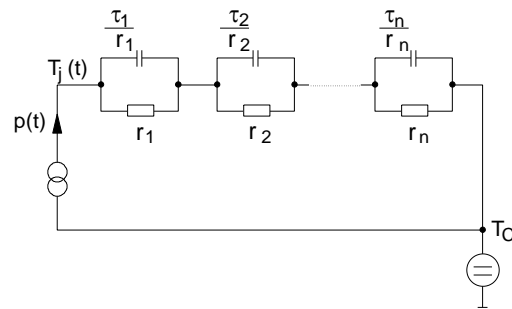 τ1
r1
τ2
r2
τn
rn
Tj (t)
r1
r2
rn
p(t)
TC